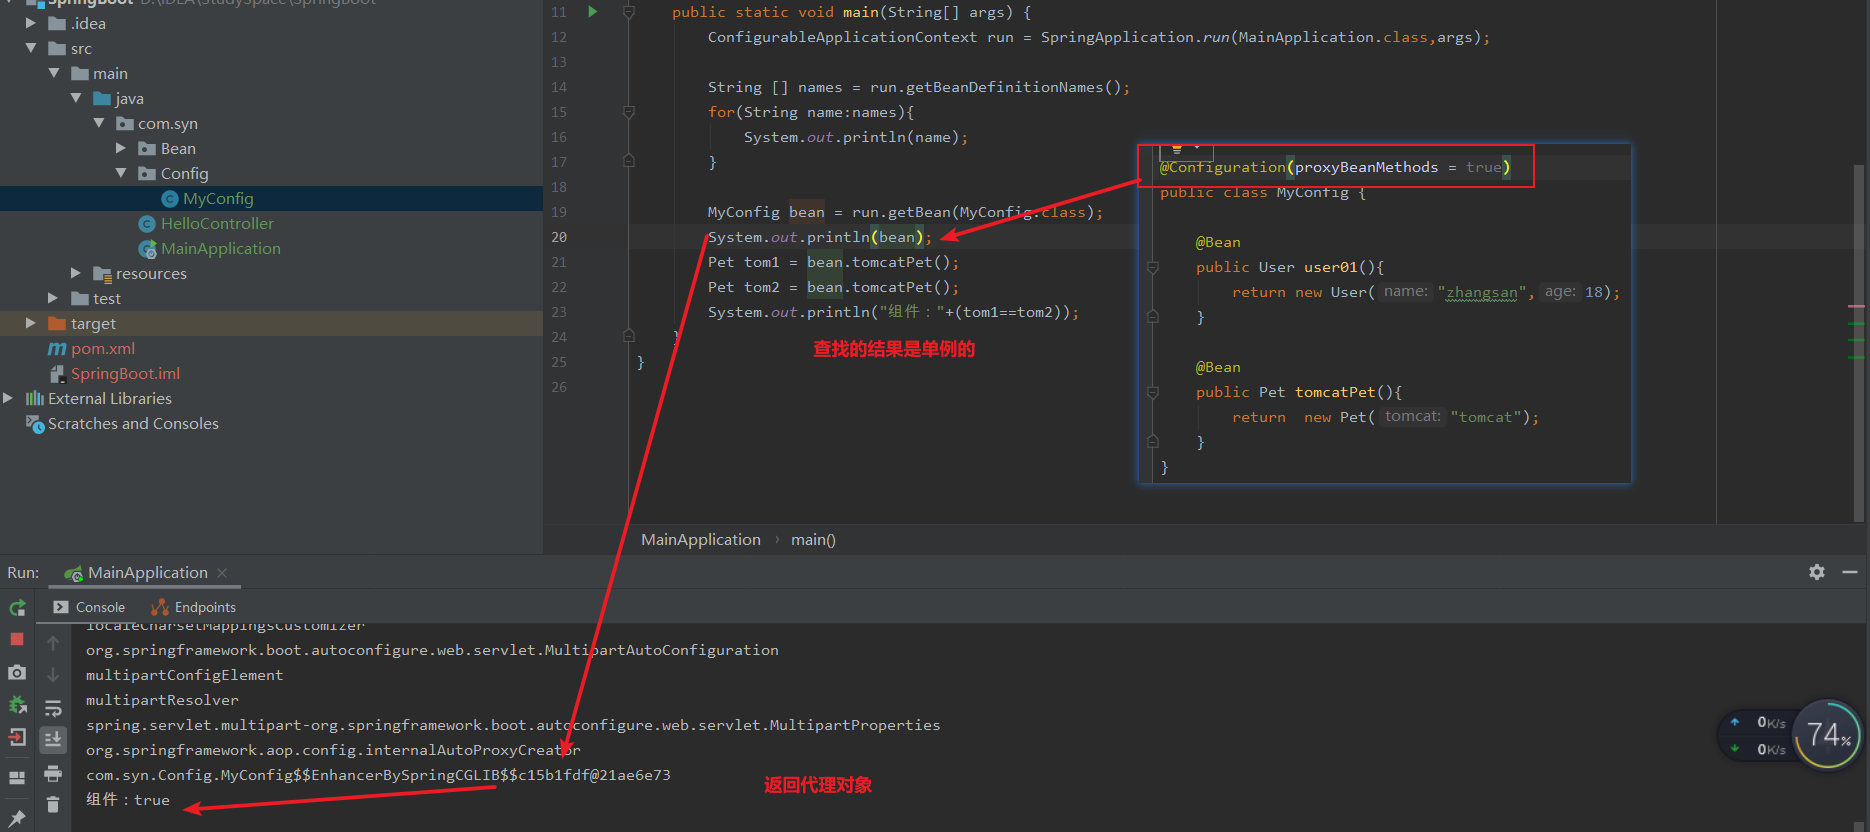 SpringBoot D:\IDEA\StudySpace\SpringBoot
.idea
src
main
java
com.syn
Bean
Config
MyConfig
HelloController
MainApplication
resources
test
target
pom.xml
SpringBoot.iml
External Libraries
Scratches and Consoles
11 public static void main(String[] args) {
12 ConfigurableApplicationContext run = SpringApplication.run(MainApplication.class,args);
13
14 String [] names = run.getBeanDefinitionNames();
15 for(String name:names){
16 System.out.println(name);
17 }
18
19 MyConfig bean = run.getBean(MyConfig.class);
20 System.out.println(bean);
21 Pet tom1 = bean.tomcatPet();
22 Pet tom2 = bean.tomcatPet();
23 System.out.println("组件："+(tom1==tom2));
24 }
25 }
26
查找的结果是单例的
@Configuration(proxyBeanMethods = true)
public class MyConfig {
@Bean
public User user01(){
return new User( name: "zhangsan", age: 18);
}
@Bean
public Pet tomcatPet(){
return new Pet( tomcat: "tomcat");
}
}
MainApplication › main()
Run: MainApplication
Console Endpoints
localeCharsetMappingsCustomizer
org.springframework.boot.autoconfigure.web.servlet.MultipartAutoConfiguration
multipartConfigElement
multipartResolver
spring.servlet.multipart-org.springframework.boot.autoconfigure.web.servlet.MultipartProperties
org.springframework.aop.config.internalAutoProxyCreator
com.syn.Config.MyConfig$$EnhancerBySpringCGLIB$$c15b1fdf@21ae6e73
组件：true
返回代理对象
0K/s
0K/s
74%